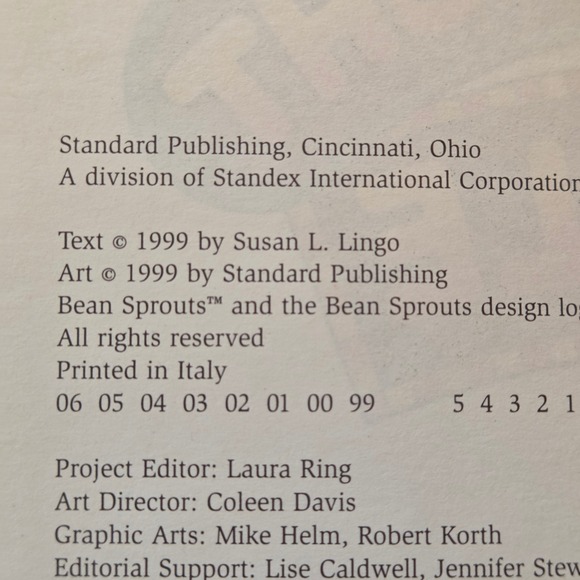 Standard Publishing, Cincinnati, Ohio
A division of Standex International Corporation
Text © 1999 by Susan L. Lingo
Art © 1999 by Standard Publishing
Bean Sprouts™ and the Bean Sprouts design
All rights reserved
Printed in Italy
06 05 04 03 02 01 00 99 5 4 3 2 1
Project Editor: Laura Ring
Art Director: Coleen Davis
Graphic Arts: Mike Helm, Robert Korth
Editorial Support: Lise Caldwell, Jennifer